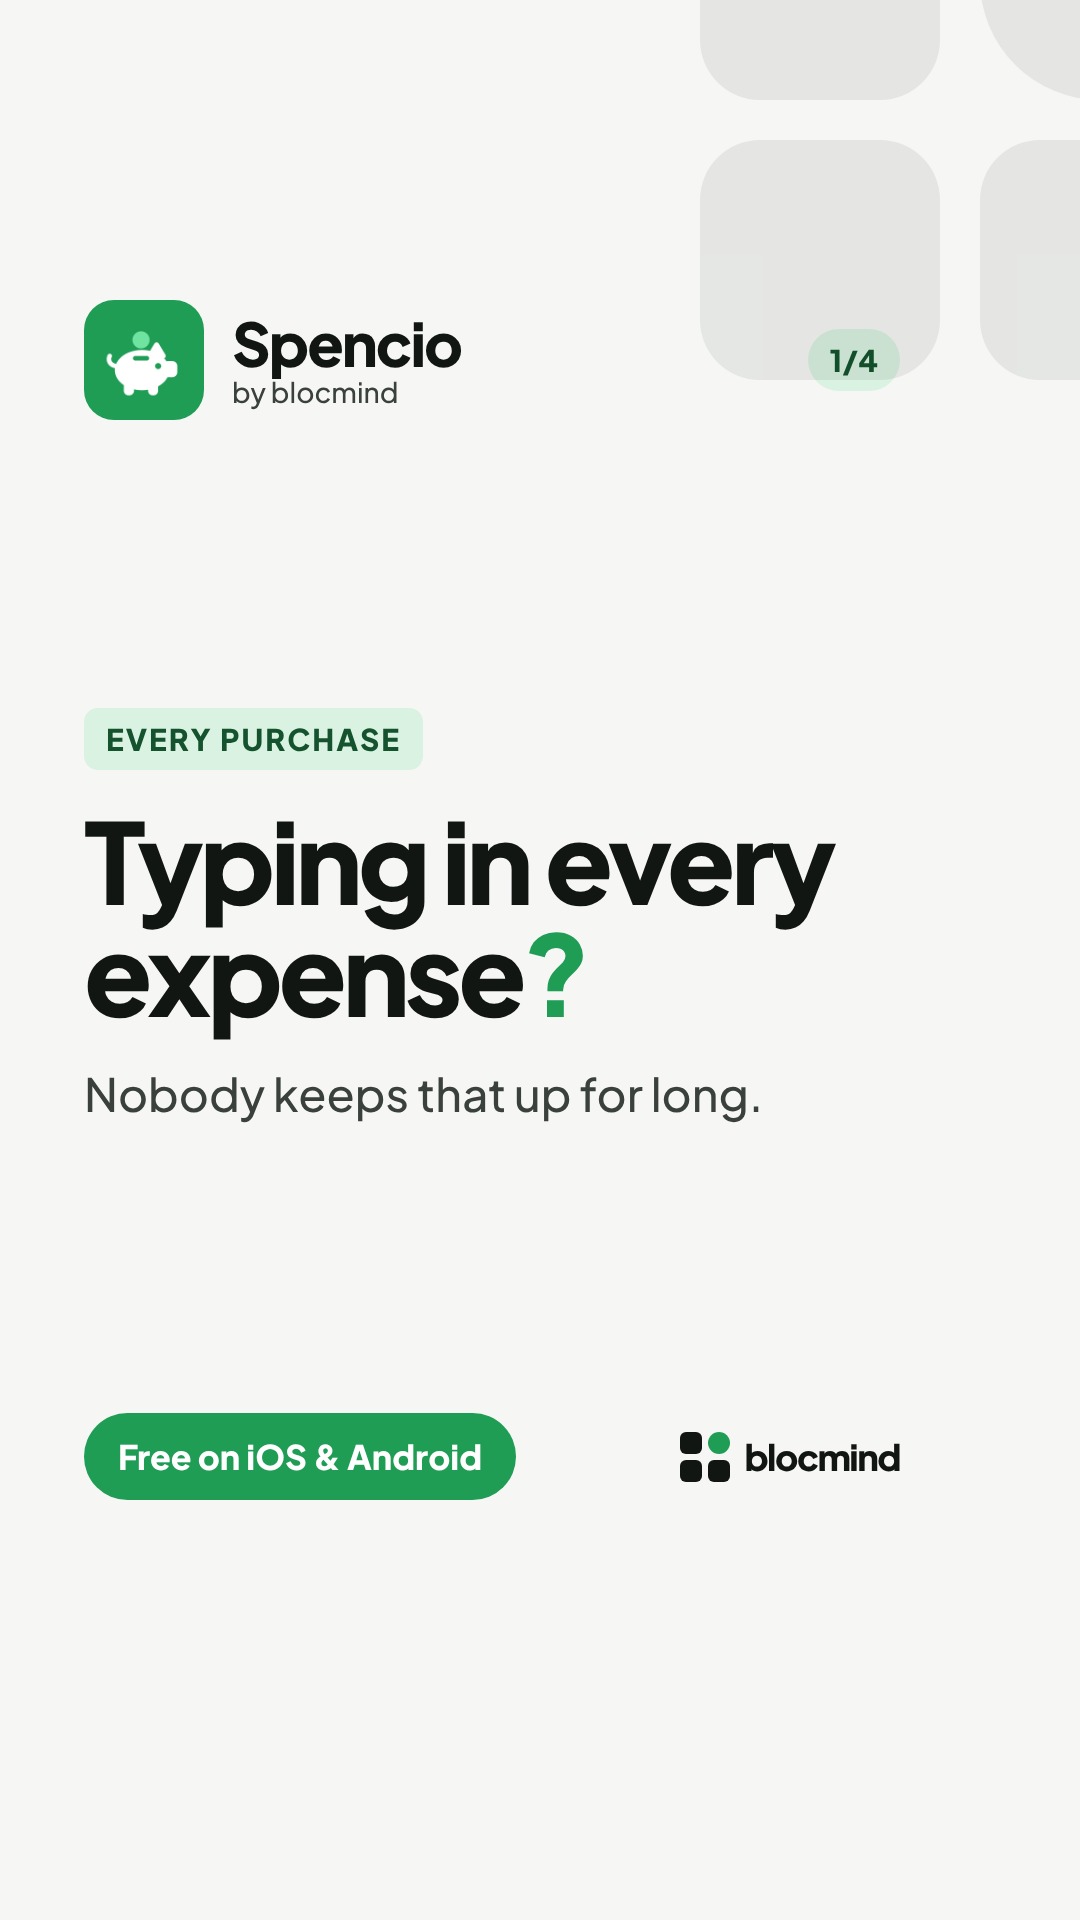 Spencio
by blocmind
1/4
EVERY PURCHASE
Typing in every
expense?
Nobody keeps that up for long.
Free on iOS & Android
blocmind